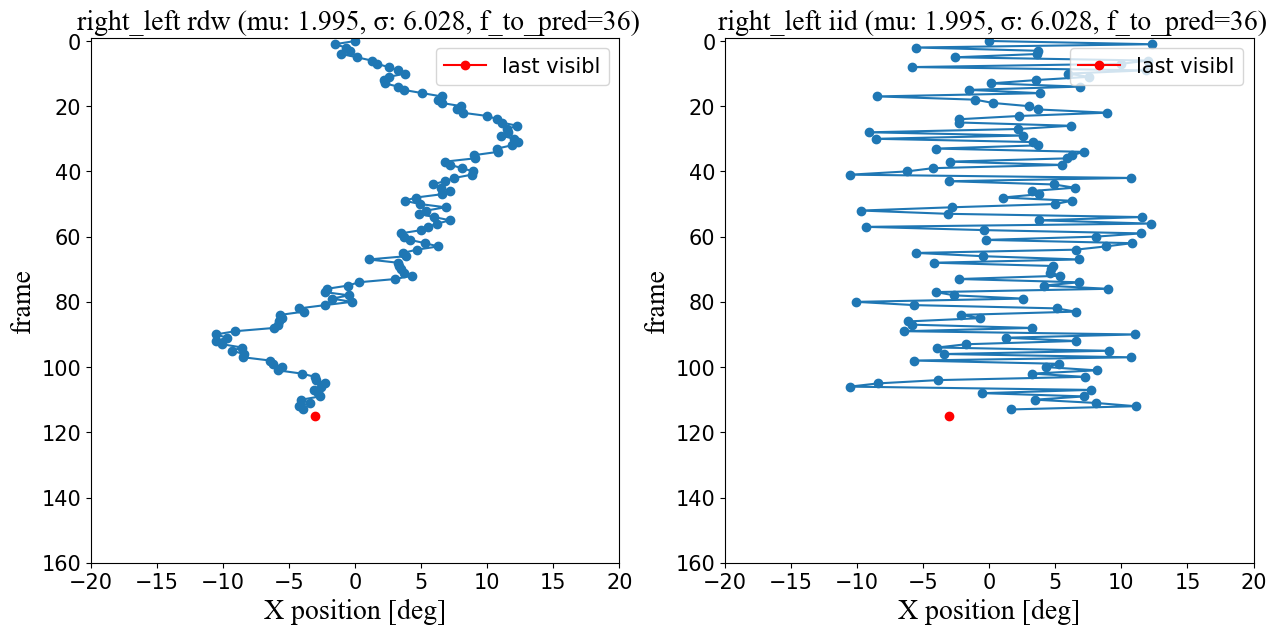 right_left rdw (mu: 1.995, σ: 6.028, f_to_pred=36)
last visibl
0
20
40
60
80
100
120
140
160
frame
−20 −15 −10 −5 0 5 10 15 20
X position [deg]
right_left iid (mu: 1.995, σ: 6.028, f_to_pred=36)
last visibl
0
20
40
60
80
100
120
140
160
frame
−20 −15 −10 −5 0 5 10 15 20
X position [deg]